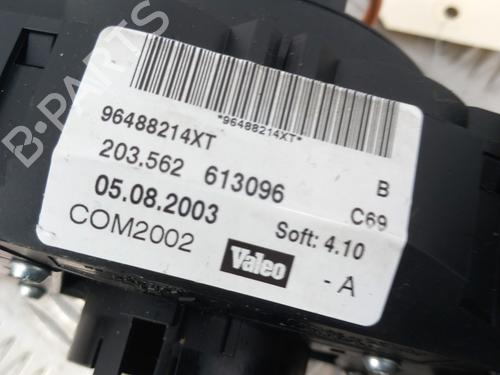 B-PARTS
*96488214XT*
96488214XT
203.562 613096 B
05.08.2003 C69
COM2002 Soft: 4.10
Valeo - A